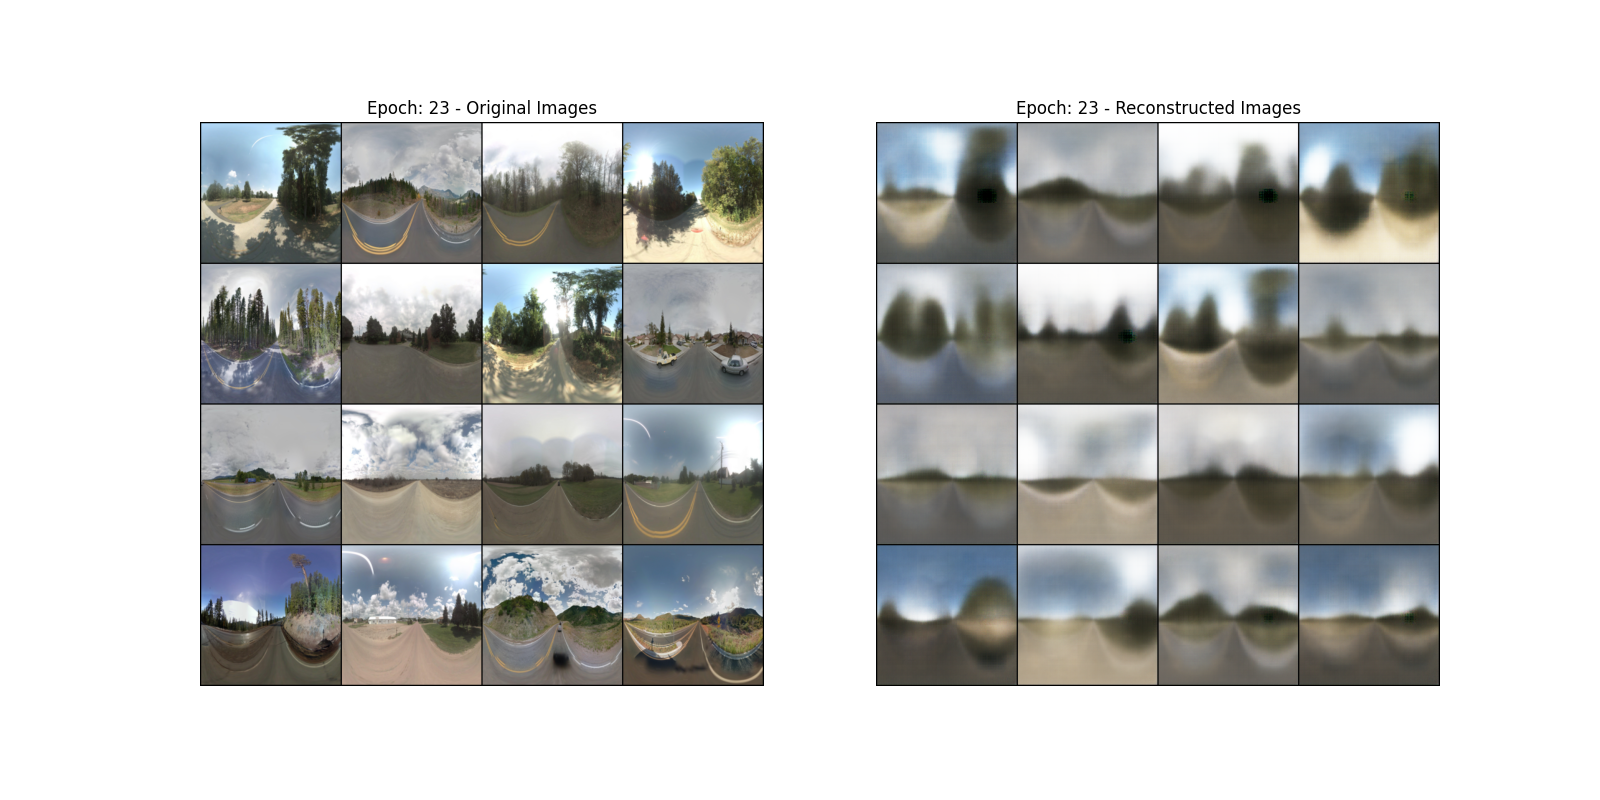 Epoch: 23 - Original Images
Epoch: 23 - Reconstructed Images